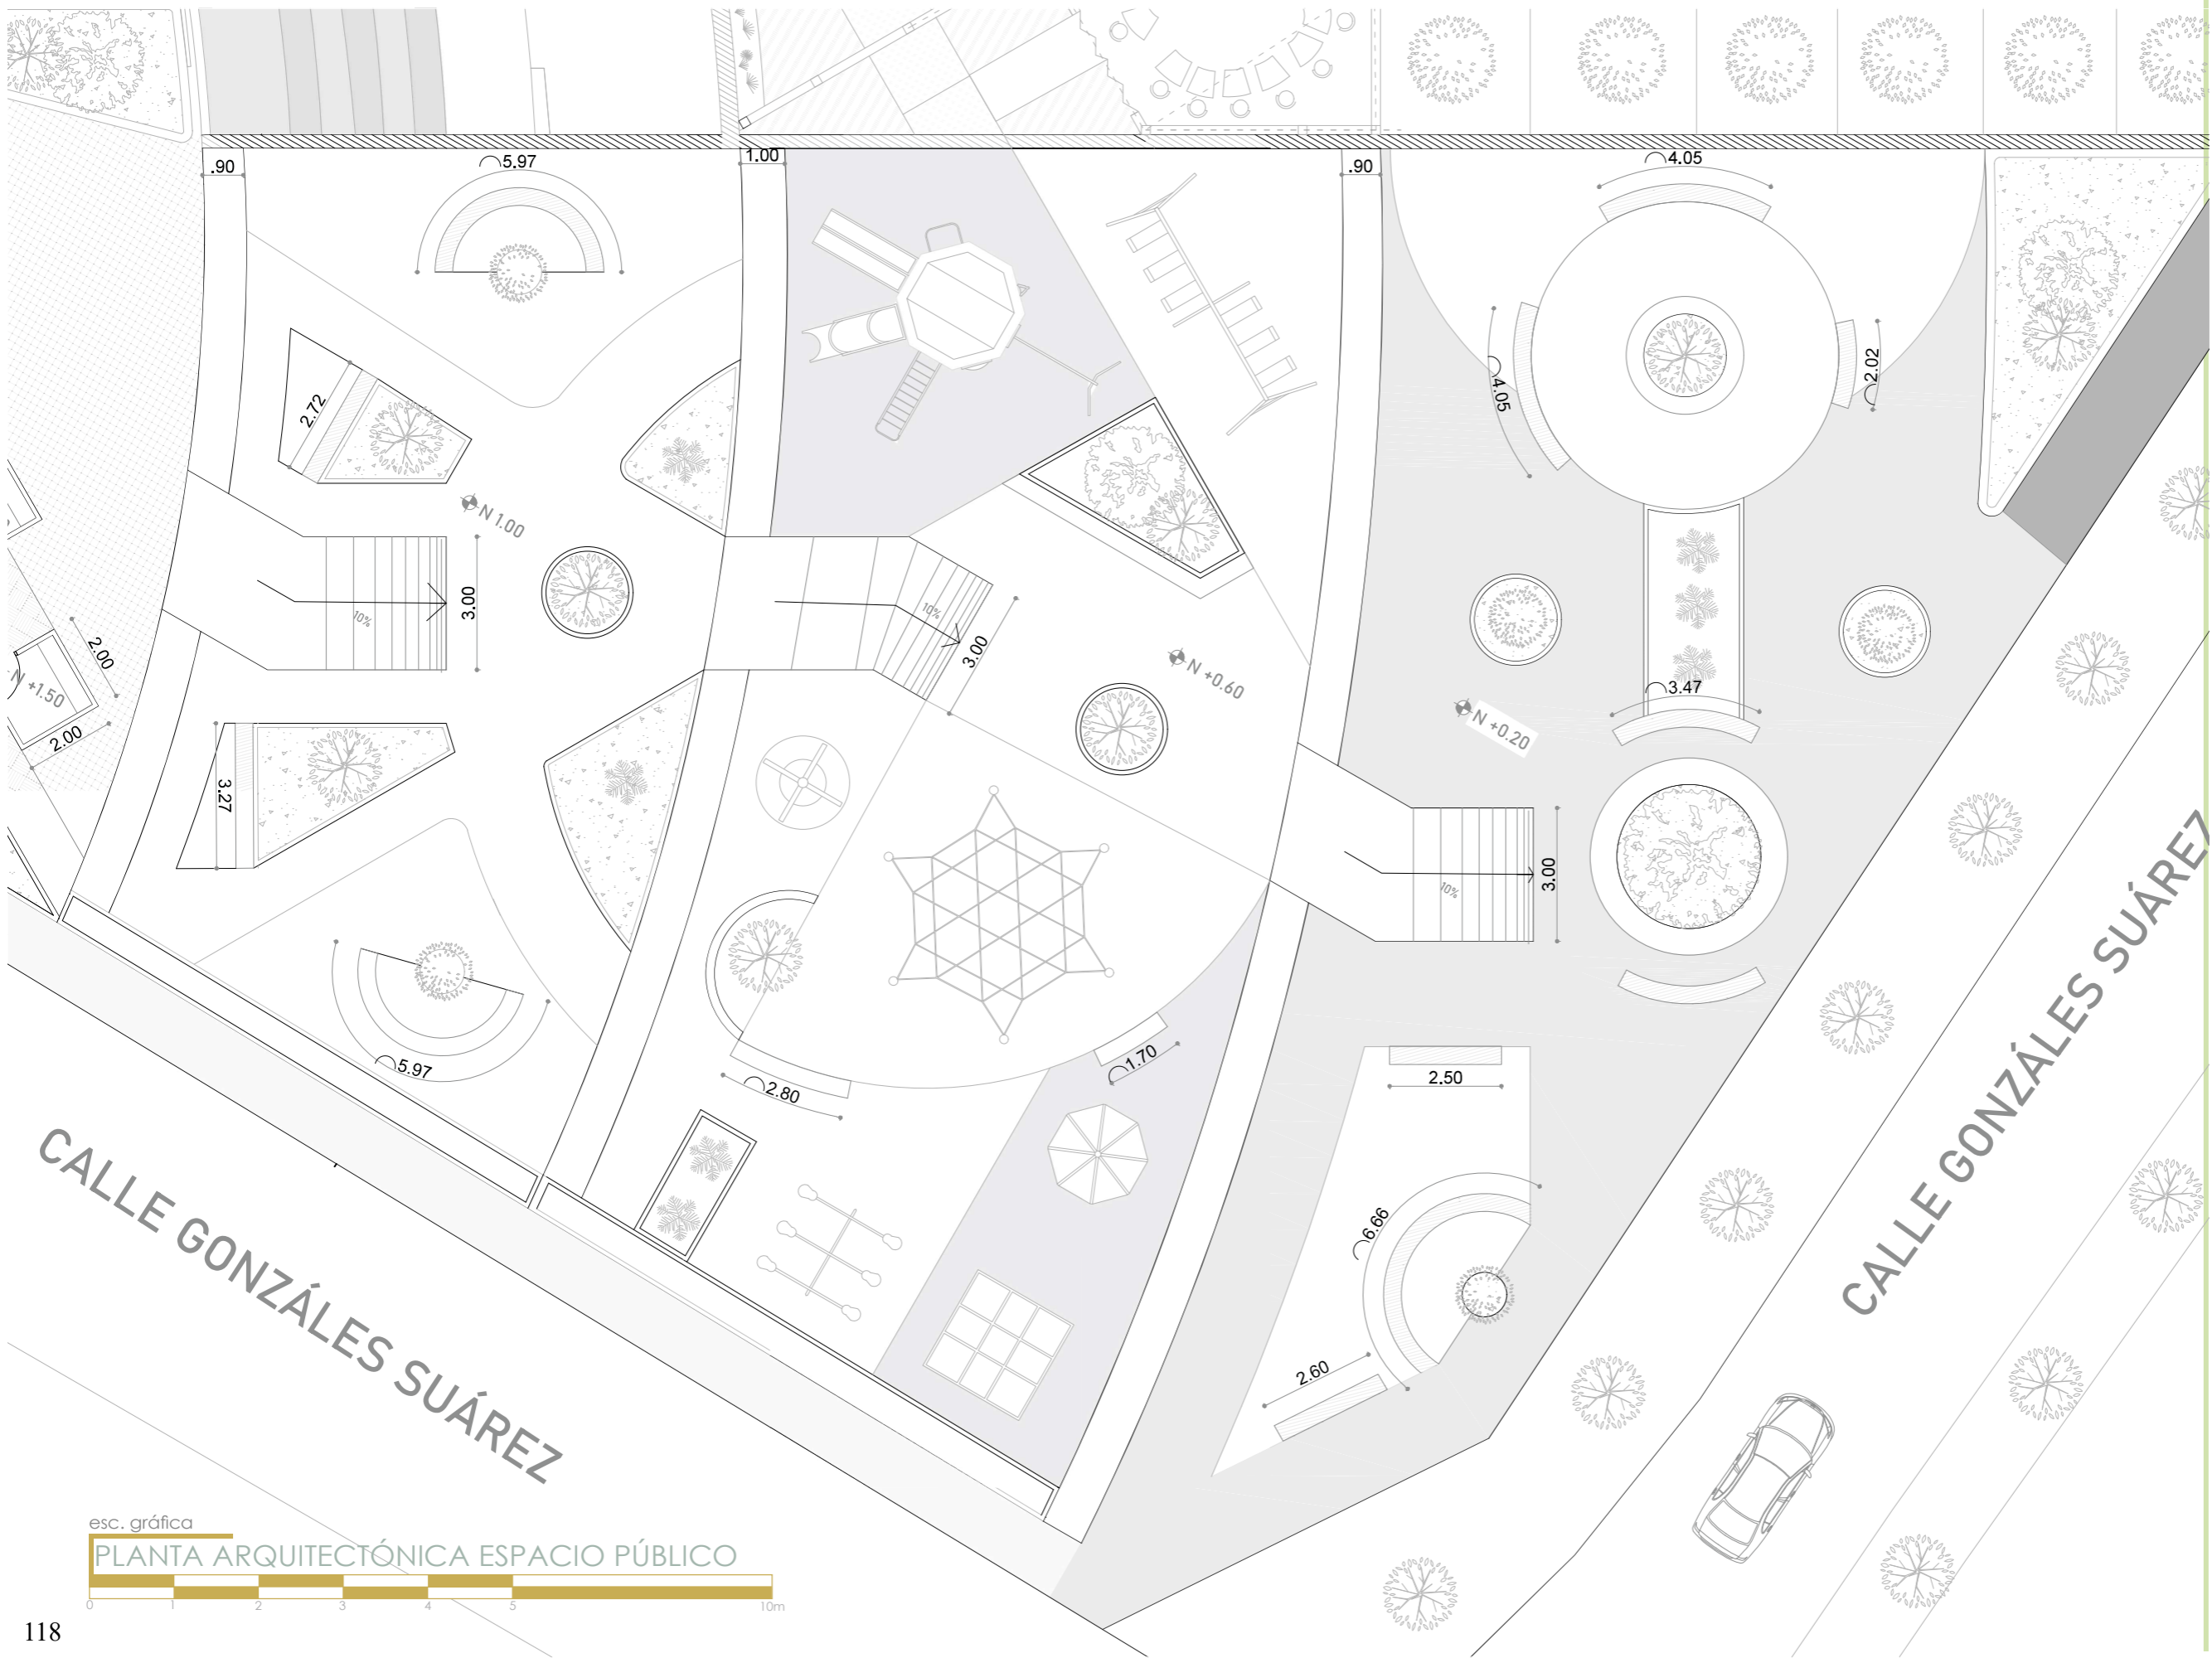 .90
5.97
1.00
.90
4.05
2.72
4.05
2.02
N 1.00
10%
3.00
2.00
N +1.50
2.00
10%
3.00
N +0.60
3.47
N +0.20
3.27
10%
3.00
5.97
2.80
1.70
2.50
6.66
2.60
CALLE GONZÁLES SUÁREZ
CALLE GONZÁLES SUÁREZ
esc. gráfica
PLANTA ARQUITECTÓNICA ESPACIO PÚBLICO
0 1 2 3 4 5 10m
118